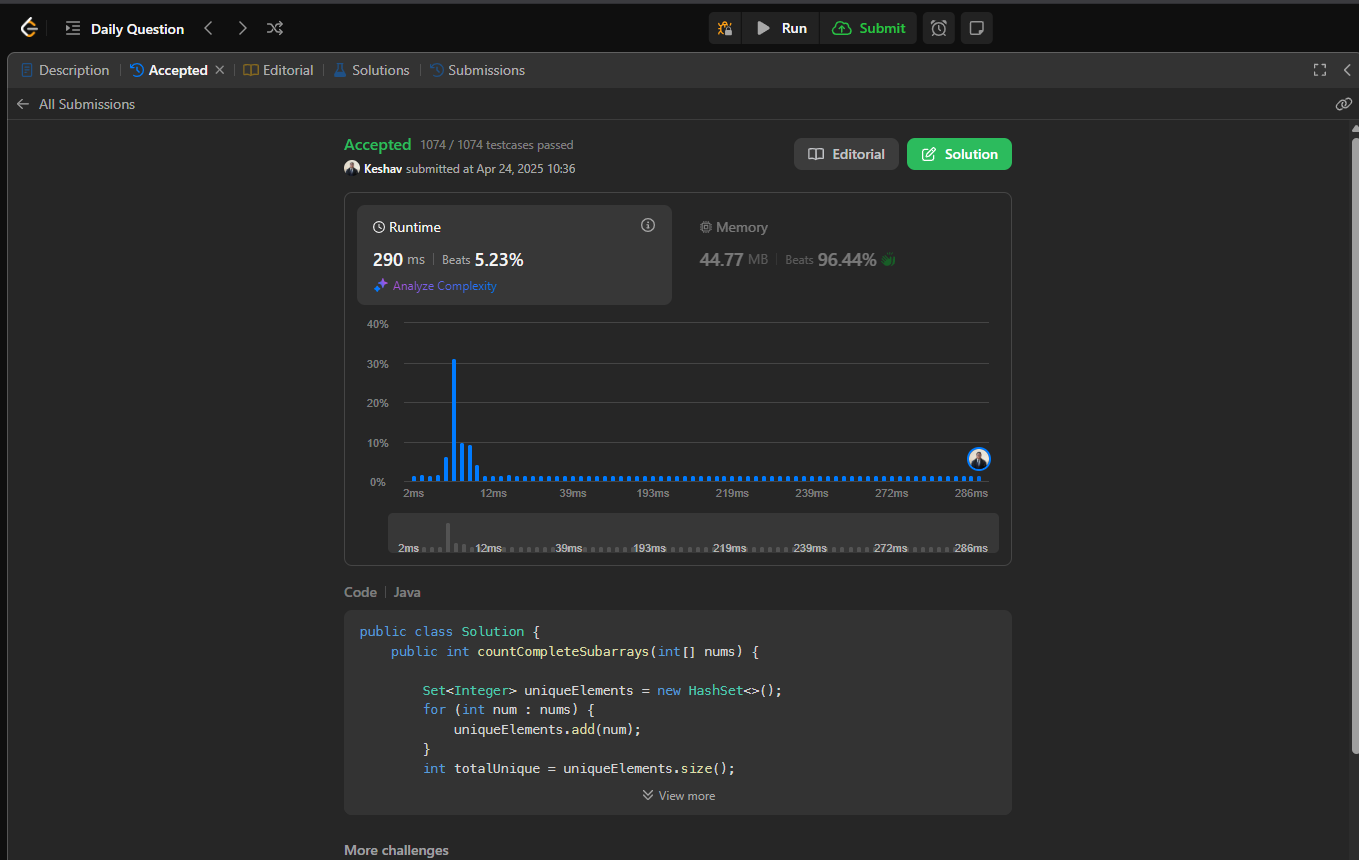 Daily Question Run Submit
Description Accepted Editorial Solutions Submissions
All Submissions
Accepted 1074 / 1074 testcases passed
Keshav submitted at Apr 24, 2025 10:36
Editorial Solution
Runtime Memory
290 ms Beats 5.23% 44.77 MB Beats 96.44%
Analyze Complexity
40%
30%
20%
10%
0%
2ms 12ms 39ms 193ms 219ms 239ms 272ms 286ms
2ms 12ms 39ms 193ms 219ms 239ms 272ms 286ms
Code Java
public class Solution {
public int countCompleteSubarrays(int[] nums) {
Set<Integer> uniqueElements = new HashSet<>();
for (int num : nums) {
uniqueElements.add(num);
}
int totalUnique = uniqueElements.size();
View more
More challenges